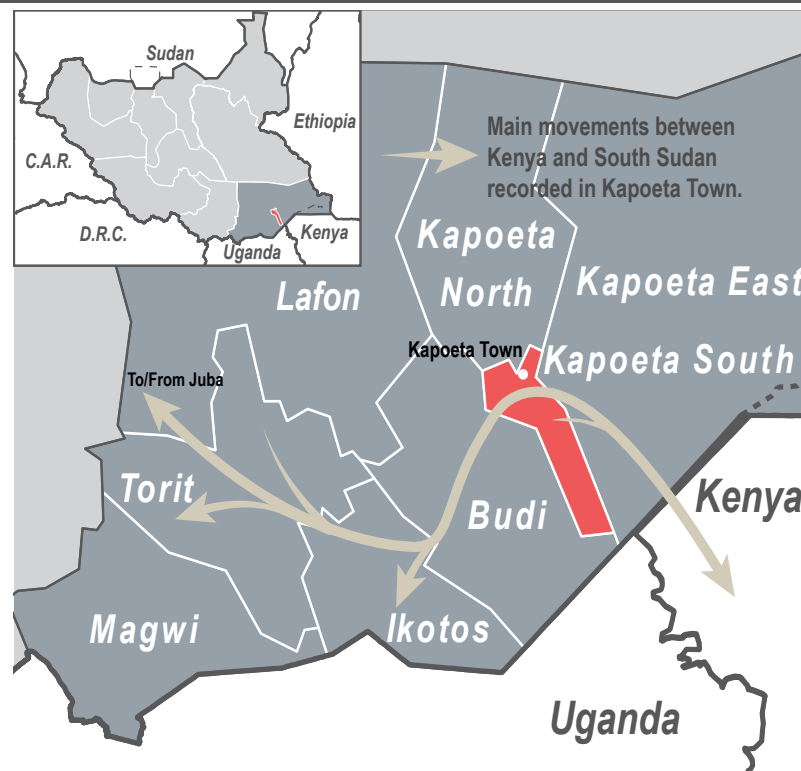 Sudan
Ethiopia
C.A.R.
D.R.C.
Uganda
Kenya
Main movements between
Kenya and South Sudan
recorded in Kapoeta Town.
Kapoeta
North
Kapoeta East
Lafon
Kapoeta Town
Kapoeta South
To/From Juba
Torit
Budi
Kenya
Magwi
Ikotos
Uganda